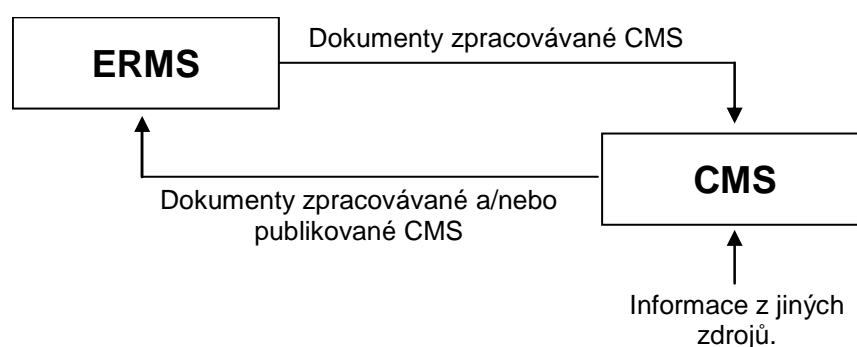 Dokumenty zpracovávané CMS
ERMS
CMS
Dokumenty zpracovávané a/nebo
publikované CMS
Informace z jiných
zdrojů.